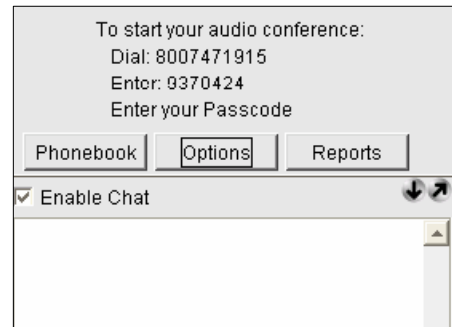 To start your audio conference:
Dial: 8007471915
Enter: 9370424
Enter your Passcode
Phonebook Options Reports
Enable Chat